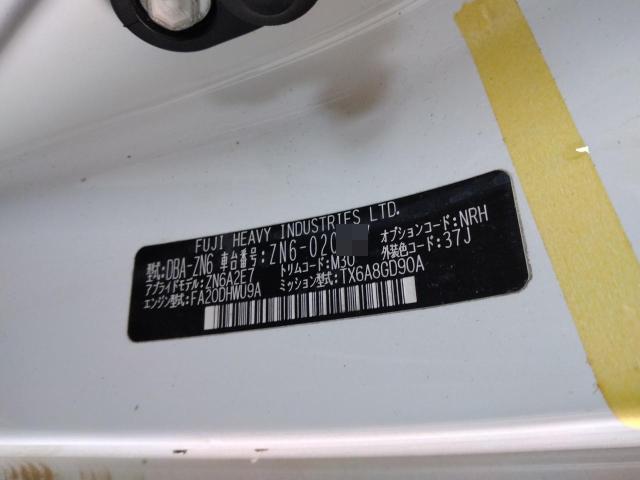 FUJI HEAVY INDUSTRIES LTD.
型式:DBA-ZN6 車台番号:ZN6-020
アプライドモデル:ZN6A2E7 トリムコード:M30 オプションコード:NRH
エンジン型式:FA20DHWU9A ミッション型式:TX6A8GD90A 外装色コード:37J